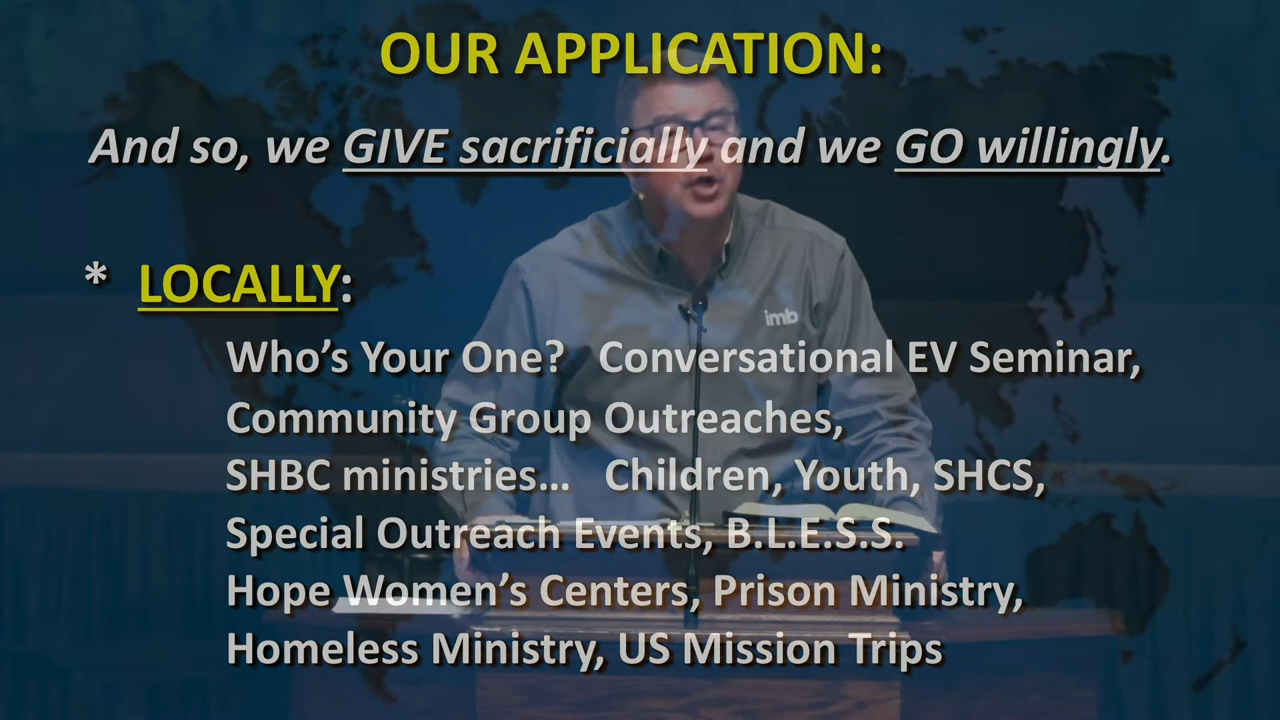 OUR APPLICATION:
And so, we GIVE sacrificially and we GO willingly.
* LOCALLY:
imb
Who’s Your One? Conversational EV Seminar,
Community Group Outreaches,
SHBC ministries… Children, Youth, SHCS,
Special Outreach Events, B.L.E.S.S.
Hope Women’s Centers, Prison Ministry,
Homeless Ministry, US Mission Trips